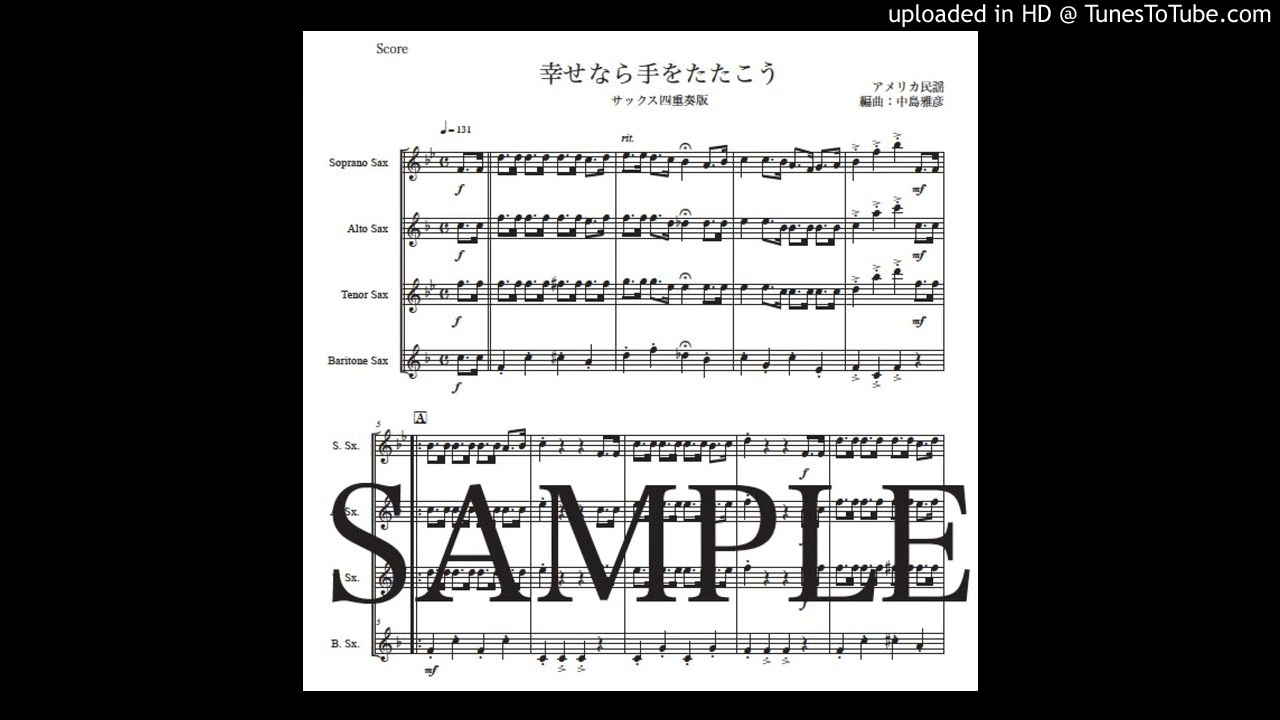 uploaded in HD @ TunesToTube.com
Score
幸せなら手をたたこう
サックス四重奏版
アメリカ民謡
編曲：中島雅彦
♩=131
rit.
Soprano Sax
f
mf
Alto Sax
f
mf
Tenor Sax
f
mf
Baritone Sax
f
5
A
S. Sx.
f
SAMPLE
Sx.
Sx.
f
5
B. Sx.
mf